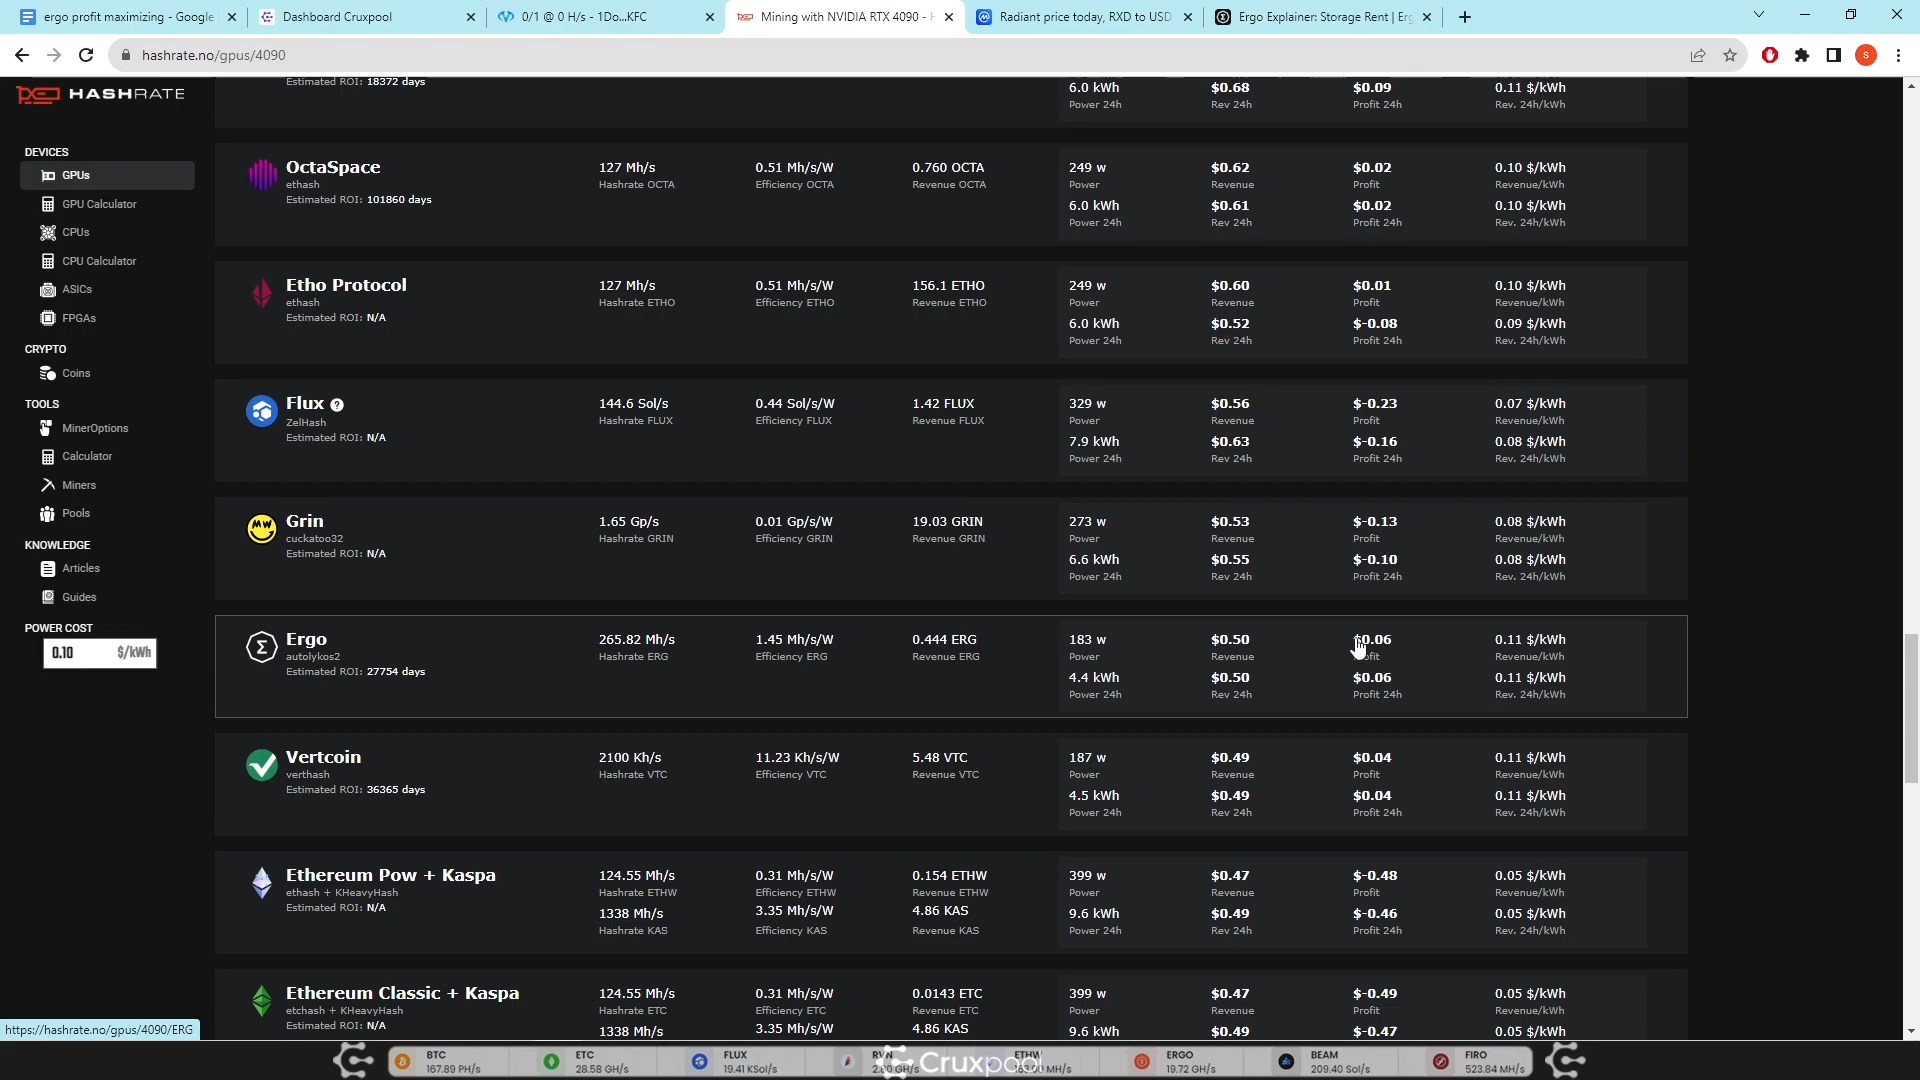 ergo profit maximizing - Google
Dashboard Cruxpool
0/1 @ 0 H/s - 1Do...KFC
Mining with NVIDIA RTX 4090 -
Radiant price today, RXD to USD
Ergo Explainer: Storage Rent | Erg
hashrate.no/gpus/4090
S
HASHRATE
DEVICES
GPUs
GPU Calculator
CPUs
CPU Calculator
ASICs
FPGAs
CRYPTO
Coins
TOOLS
MinerOptions
Calculator
Miners
Pools
KNOWLEDGE
Articles
Guides
POWER COST
0.10 $/kWh
Estimated ROI: 18372 days
6.0 kWh $0.68 $0.09 0.11 $/kWh
Power 24h Rev 24h Profit 24h Rev. 24h/kWh
OctaSpace 127 Mh/s 0.51 Mh/s/W 0.760 OCTA 249 w $0.62 $0.02 0.10 $/kWh
ethash Hashrate OCTA Efficiency OCTA Revenue OCTA Power Revenue Profit Revenue/kWh
Estimated ROI: 101860 days 6.0 kWh $0.61 $0.02 0.10 $/kWh
Power 24h Rev 24h Profit 24h Rev. 24h/kWh
Etho Protocol 127 Mh/s 0.51 Mh/s/W 156.1 ETHO 249 w $0.60 $0.01 0.10 $/kWh
ethash Hashrate ETHO Efficiency ETHO Revenue ETHO Power Revenue Profit Revenue/kWh
Estimated ROI: N/A 6.0 kWh $0.52 $-0.08 0.09 $/kWh
Power 24h Rev 24h Profit 24h Rev. 24h/kWh
Flux ? 144.6 Sol/s 0.44 Sol/s/W 1.42 FLUX 329 w $0.56 $-0.23 0.07 $/kWh
ZelHash Hashrate FLUX Efficiency FLUX Revenue FLUX Power Revenue Profit Revenue/kWh
Estimated ROI: N/A 7.9 kWh $0.63 $-0.16 0.08 $/kWh
Power 24h Rev 24h Profit 24h Rev. 24h/kWh
MW
Grin 1.65 Gp/s 0.01 Gp/s/W 19.03 GRIN 273 w $0.53 $-0.13 0.08 $/kWh
cuckatoo32 Hashrate GRIN Efficiency GRIN Revenue GRIN Power Revenue Profit Revenue/kWh
Estimated ROI: N/A 6.6 kWh $0.55 $-0.10 0.08 $/kWh
Power 24h Rev 24h Profit 24h Rev. 24h/kWh
Σ
Ergo 265.82 Mh/s 1.45 Mh/s/W 0.444 ERG 183 w $0.50 $0.06 0.11 $/kWh
autolykos2 Hashrate ERG Efficiency ERG Revenue ERG Power Revenue Profit Revenue/kWh
Estimated ROI: 27754 days 4.4 kWh $0.50 $0.06 0.11 $/kWh
Power 24h Rev 24h Profit 24h Rev. 24h/kWh
Vertcoin 2100 Kh/s 11.23 Kh/s/W 5.48 VTC 187 w $0.49 $0.04 0.11 $/kWh
verthash Hashrate VTC Efficiency VTC Revenue VTC Power Revenue Profit Revenue/kWh
Estimated ROI: 36365 days 4.5 kWh $0.49 $0.04 0.11 $/kWh
Power 24h Rev 24h Profit 24h Rev. 24h/kWh
Ethereum Pow + Kaspa 124.55 Mh/s 0.31 Mh/s/W 0.154 ETHW 399 w $0.47 $-0.48 0.05 $/kWh
ethash + KHeavyHash Hashrate ETHW Efficiency ETHW Revenue ETHW Power Revenue Profit Revenue/kWh
Estimated ROI: N/A 1338 Mh/s 3.35 Mh/s/W 4.86 KAS 9.6 kWh $0.49 $-0.46 0.05 $/kWh
Hashrate KAS Efficiency KAS Revenue KAS Power 24h Rev 24h Profit 24h Rev. 24h/kWh
Ethereum Classic + Kaspa 124.55 Mh/s 0.31 Mh/s/W 0.0143 ETC 399 w $0.47 $-0.49 0.05 $/kWh
etchash + KHeavyHash Hashrate ETC Efficiency ETC Revenue ETC Power Revenue Profit Revenue/kWh
Estimated ROI: N/A 1338 Mh/s 3.35 Mh/s/W 4.86 KAS 9.6 kWh $0.49 $-0.47 0.05 $/kWh
https://hashrate.no/gpus/4090/ERG
BTC ETC FLUX RVN ETHW ERGO BEAM FIRO
167.89 PH/s 28.58 GH/s 19.41 KSol/s MH/s 19.72 GH/s 209.40 Sol/s 523.84 MH/s
Cruxpool